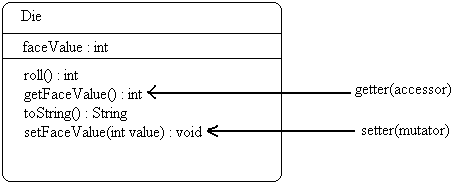 Die
faceValue : int
roll() : int
getFaceValue() : int
getter(accessor)
toString() : String
setFaceValue(int value) : void
setter(mutator)